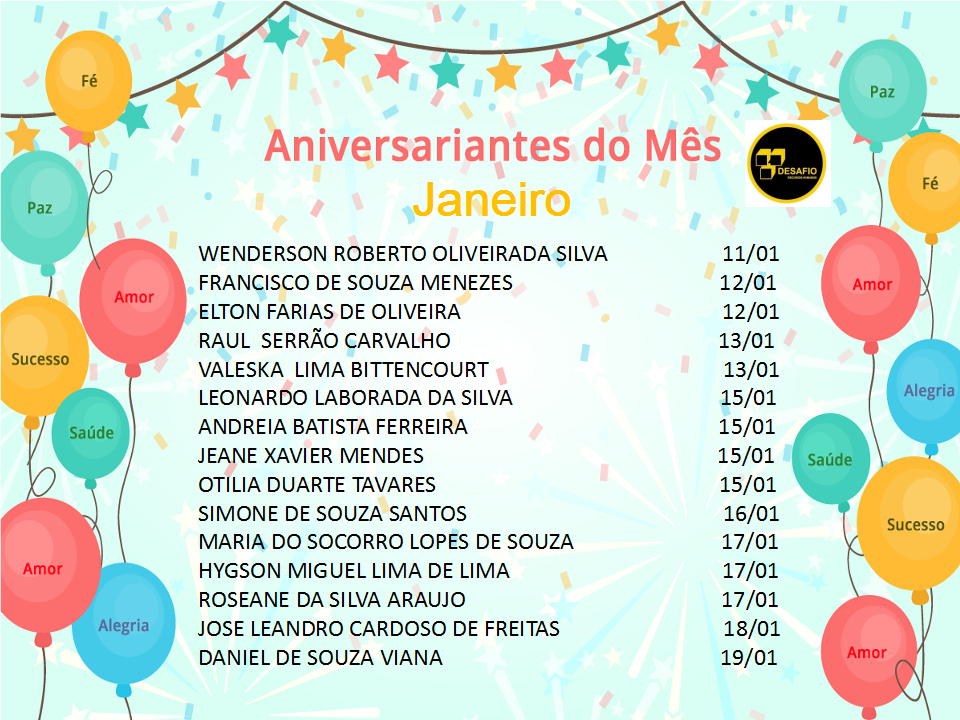 Fé
Paz
Aniversariantes do Mês
Janeiro
DESAFIO
Fé
Paz
Amor
Amor
Sucesso
Alegria
Saúde
Saúde
Sucesso
Amor
Alegria
Amor
WENDERSON ROBERTO OLIVEIRADA SILVA 11/01
FRANCISCO DE SOUZA MENEZES 12/01
ELTON FARIAS DE OLIVEIRA 12/01
RAUL  SERRÃO CARVALHO 13/01
VALESKA  LIMA BITTENCOURT 13/01
LEONARDO LABORADA DA SILVA 15/01
ANDREIA BATISTA FERREIRA 15/01
JEANE XAVIER MENDES 15/01
OTILIA DUARTE TAVARES 15/01
SIMONE DE SOUZA SANTOS 16/01
MARIA DO SOCORRO LOPES DE SOUZA 17/01
HYGSON MIGUEL LIMA DE LIMA 17/01
ROSEANE DA SILVA ARAUJO 17/01
JOSE LEANDRO CARDOSO DE FREITAS 18/01
DANIEL DE SOUZA VIANA 19/01